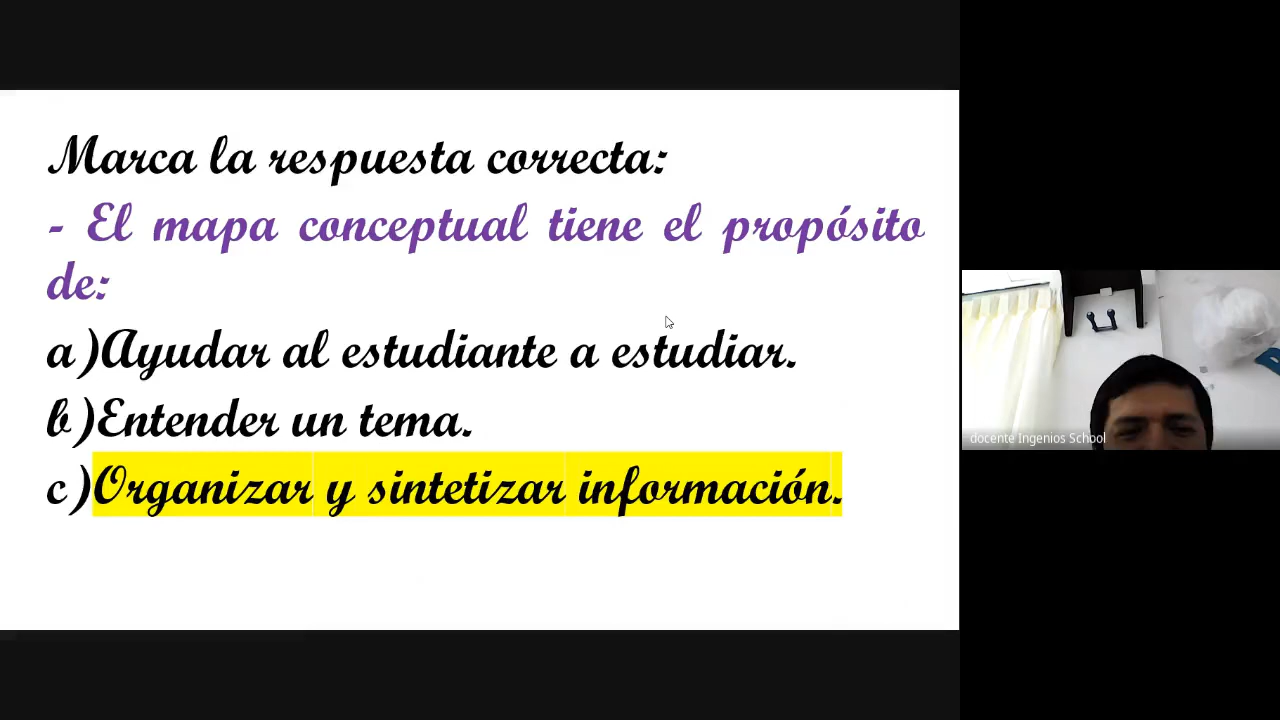 Marca la respuesta correcta:
- El mapa conceptual tiene el propósito
de:
a)Ayudar al estudiante a estudiar.
b)Entender un tema.
c)Organizar y sintetizar información.
docente Ingenios School